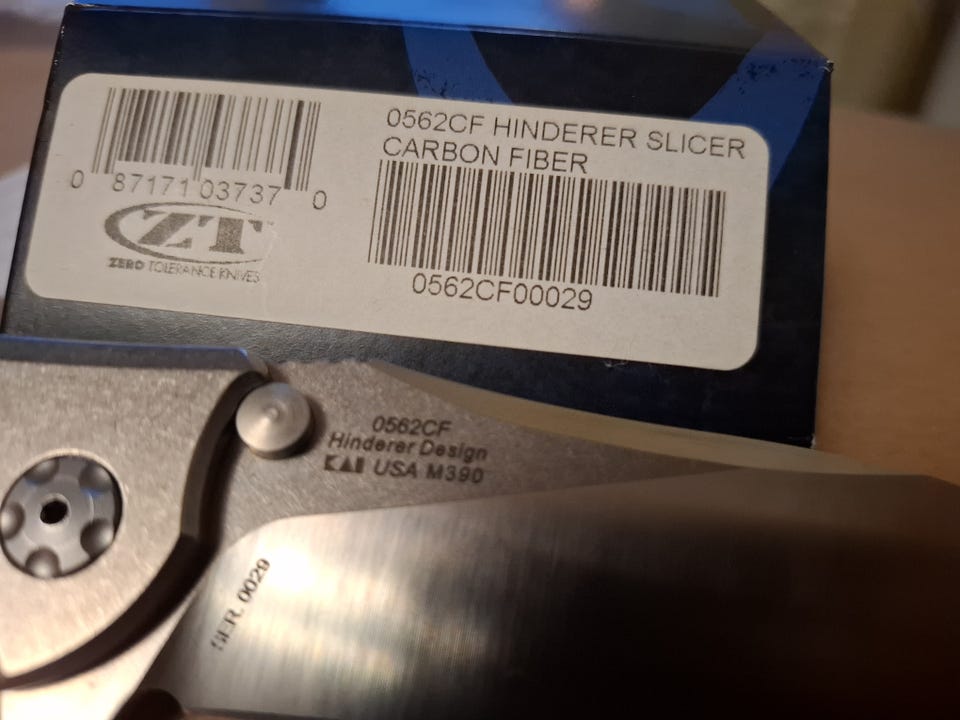 0562CF HINDERER SLICER
CARBON FIBER
0 87171 03737 0
ZT
ZERO TOLERANCE KNIVES
0562CF00029
0562CF
Hinderer Design
KAI USA M390
SER. 0029